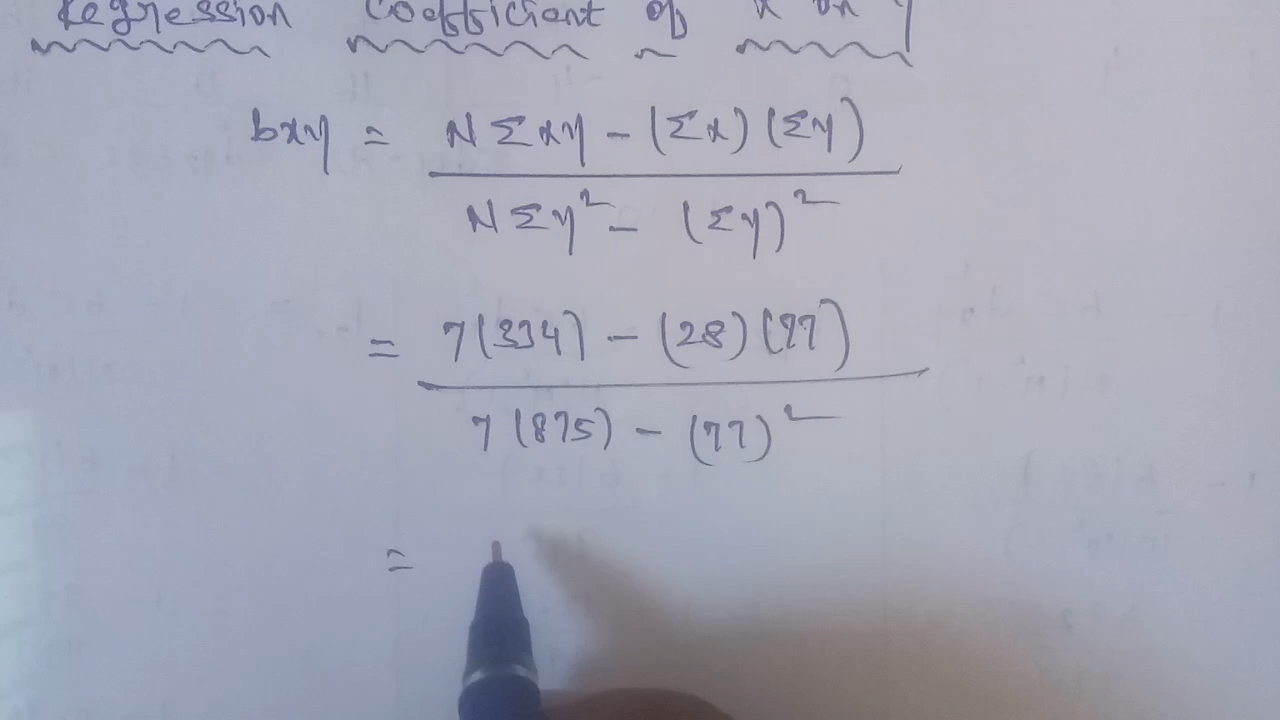 Regression Coefficient of x on y
bxy = NΣxy - (Σx)(Σy) / NΣy² - (Σy)²
= 7(334) - (28)(77) / 7(875) - (77)²
=